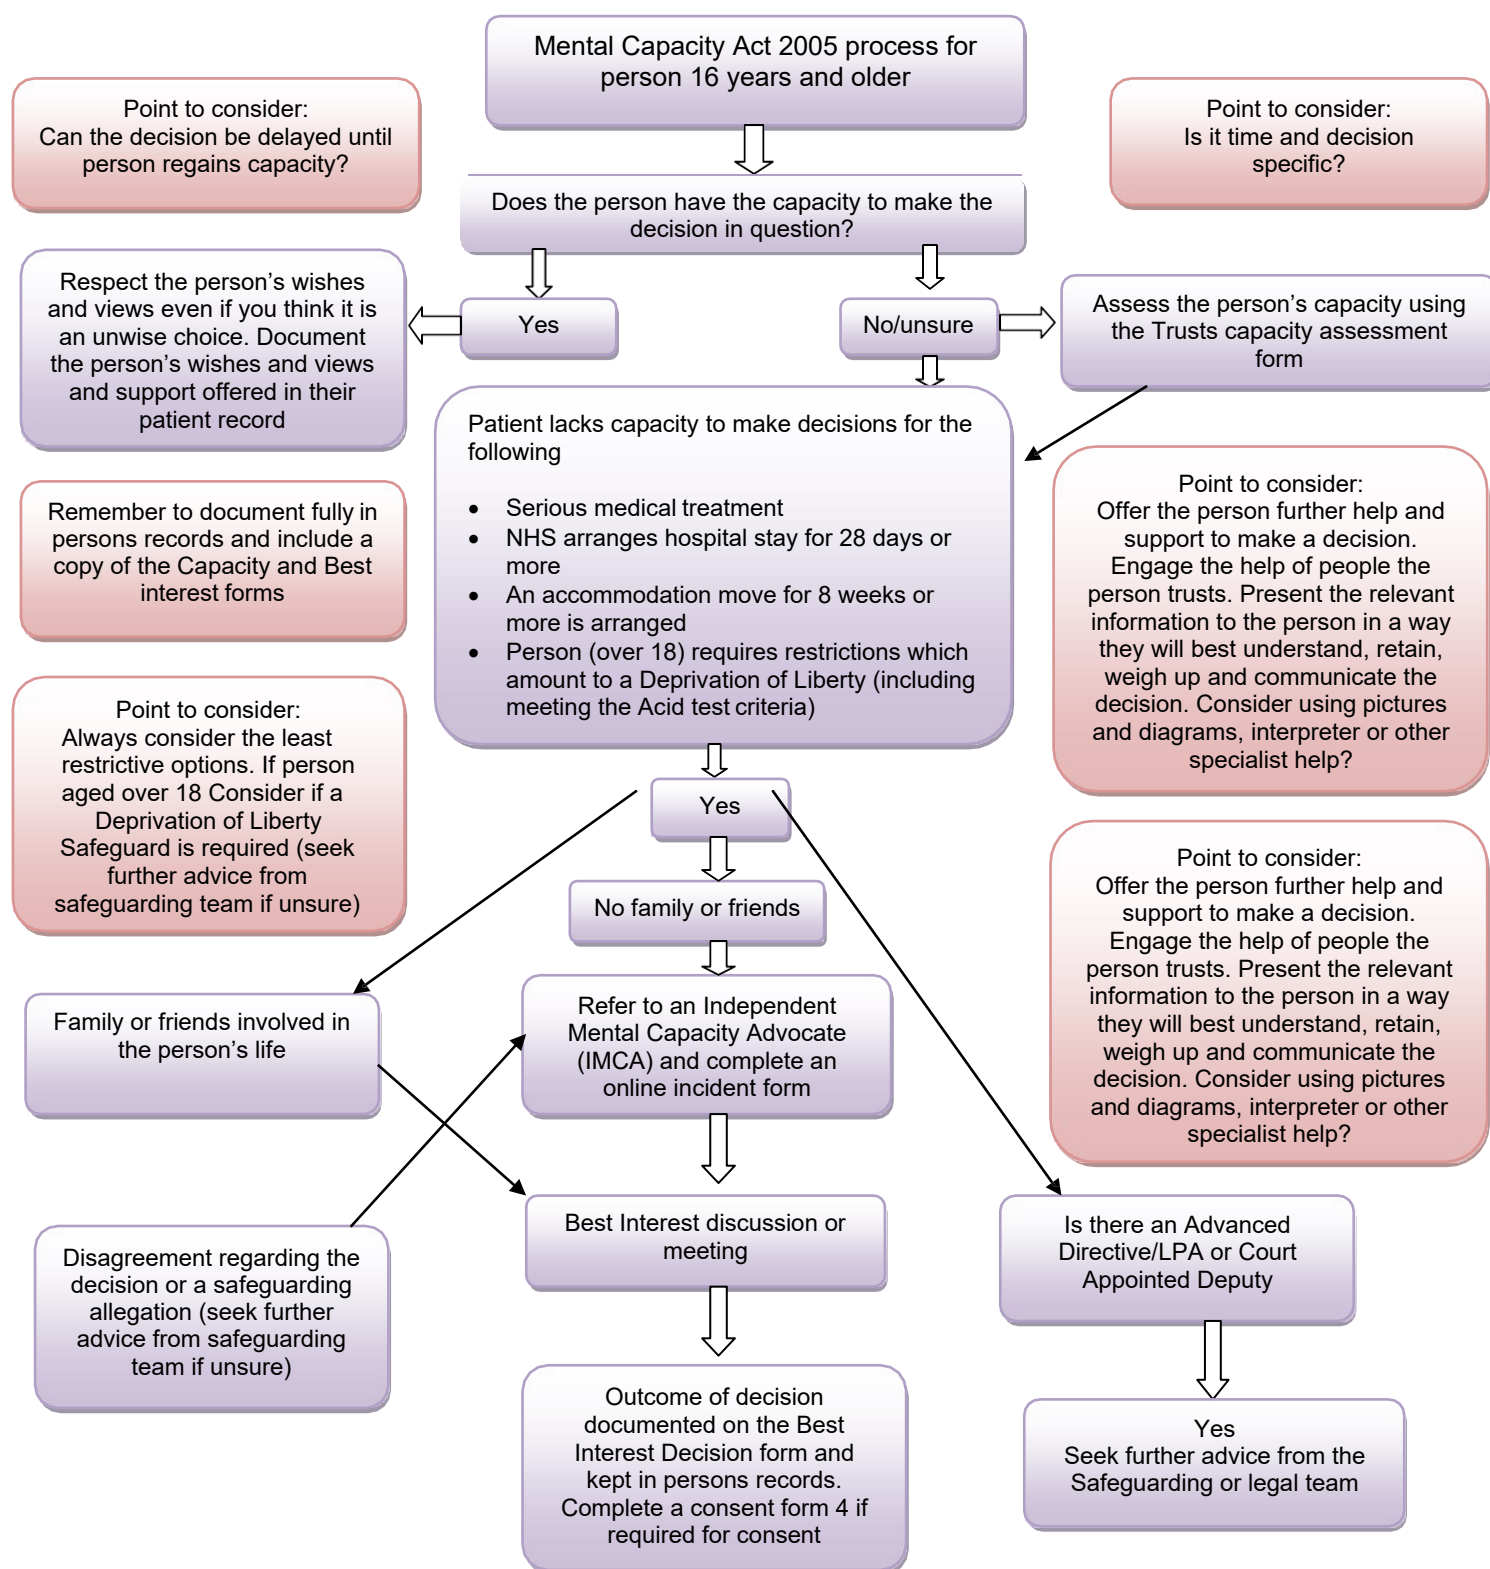 Mental Capacity Act 2005 process for
person 16 years and older
Point to consider:
Can the decision be delayed until
person regains capacity?
Point to consider:
Is it time and decision
specific?
Does the person have the capacity to make the
decision in question?
Respect the person’s wishes
and views even if you think it is
an unwise choice. Document
the person’s wishes and views
and support offered in their
patient record
Yes
No/unsure
Assess the person’s capacity using
the Trusts capacity assessment
form
Patient lacks capacity to make decisions for the
following
• Serious medical treatment
• NHS arranges hospital stay for 28 days or
more
• An accommodation move for 8 weeks or
more is arranged
• Person (over 18) requires restrictions which
amount to a Deprivation of Liberty (including
meeting the Acid test criteria)
Remember to document fully in
persons records and include a
copy of the Capacity and Best
interest forms
Point to consider:
Offer the person further help and
support to make a decision.
Engage the help of people the
person trusts. Present the relevant
information to the person in a way
they will best understand, retain,
weigh up and communicate the
decision. Consider using pictures
and diagrams, interpreter or other
specialist help?
Point to consider:
Always consider the least
restrictive options. If person
aged over 18 Consider if a
Deprivation of Liberty
Safeguard is required (seek
further advice from
safeguarding team if unsure)
Yes
No family or friends
Point to consider:
Offer the person further help and
support to make a decision.
Engage the help of people the
person trusts. Present the relevant
information to the person in a way
they will best understand, retain,
weigh up and communicate the
decision. Consider using pictures
and diagrams, interpreter or other
specialist help?
Family or friends involved in
the person’s life
Refer to an Independent
Mental Capacity Advocate
(IMCA) and complete an
online incident form
Best Interest discussion or
meeting
Is there an Advanced
Directive/LPA or Court
Appointed Deputy
Disagreement regarding the
decision or a safeguarding
allegation (seek further
advice from safeguarding
team if unsure)
Outcome of decision
documented on the Best
Interest Decision form and
kept in persons records.
Complete a consent form 4 if
required for consent
Yes
Seek further advice from the
Safeguarding or legal team